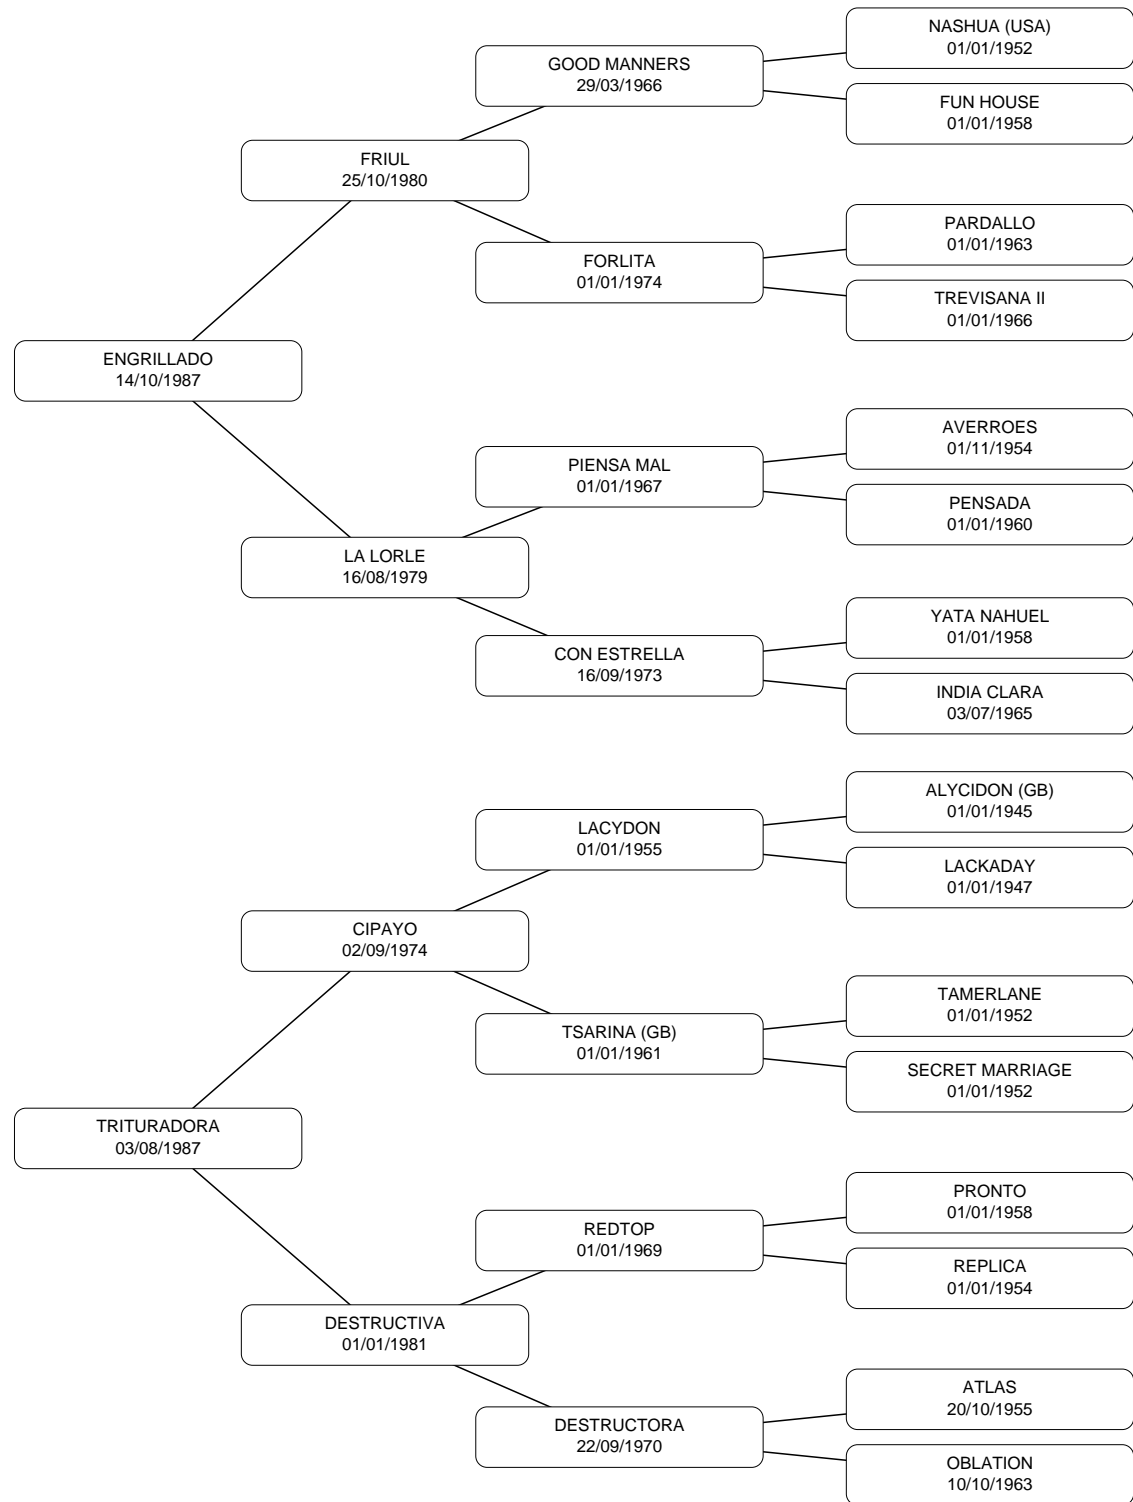 NASHUA (USA)
01/01/1952
GOOD MANNERS
29/03/1966
FUN HOUSE
01/01/1958
FRIUL
25/10/1980
PARDALLO
01/01/1963
FORLITA
01/01/1974
TREVISANA II
01/01/1966
ENGRILLADO
14/10/1987
AVERROES
01/11/1954
PIENSA MAL
01/01/1967
PENSADA
01/01/1960
LA LORLE
16/08/1979
YATA NAHUEL
01/01/1958
CON ESTRELLA
16/09/1973
INDIA CLARA
03/07/1965
ALYCIDON (GB)
01/01/1945
LACYDON
01/01/1955
LACKADAY
01/01/1947
CIPAYO
02/09/1974
TAMERLANE
01/01/1952
TSARINA (GB)
01/01/1961
SECRET MARRIAGE
01/01/1952
TRITURADORA
03/08/1987
PRONTO
01/01/1958
REDTOP
01/01/1969
REPLICA
01/01/1954
DESTRUCTIVA
01/01/1981
ATLAS
20/10/1955
DESTRUCTORA
22/09/1970
OBLATION
10/10/1963